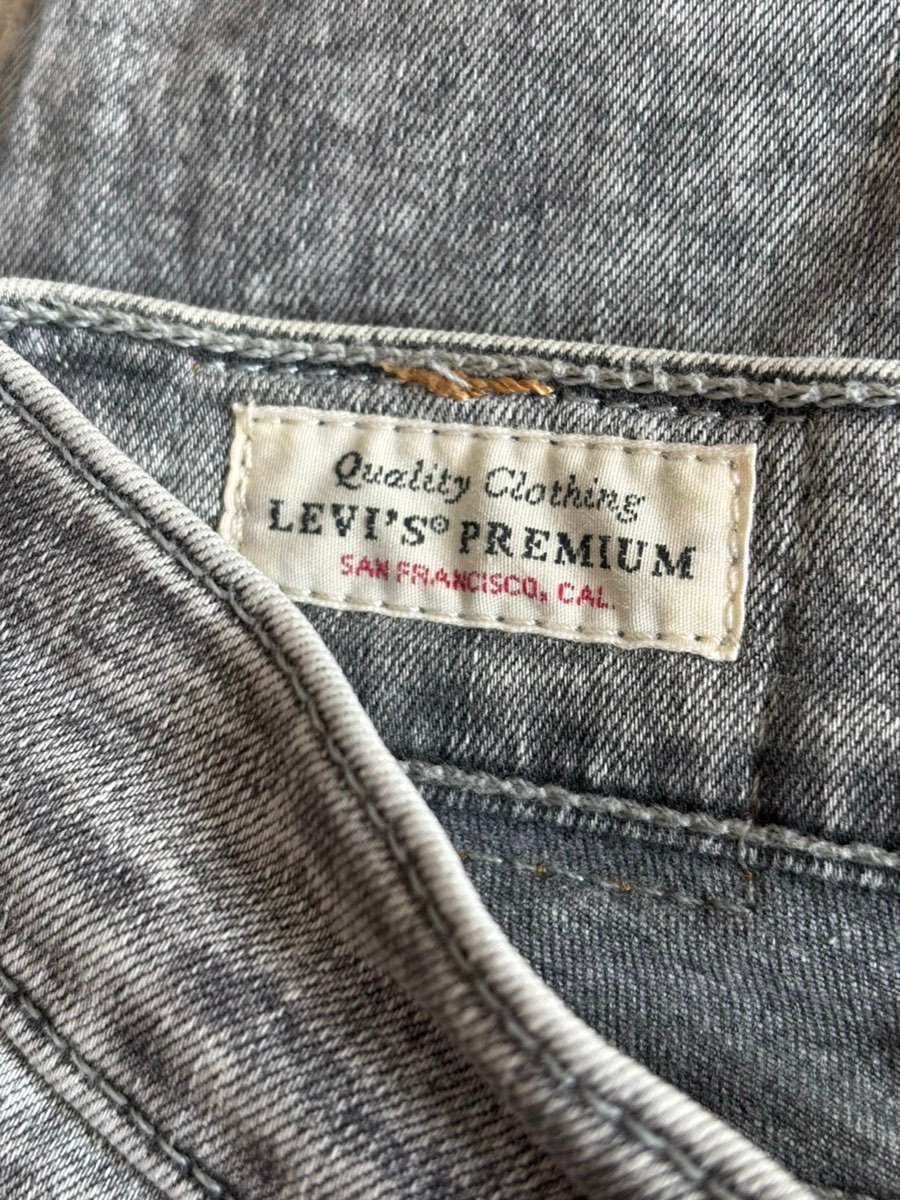 Quality Clothing
LEVI'S® PREMIUM
SAN FRANCISCO, CAL.